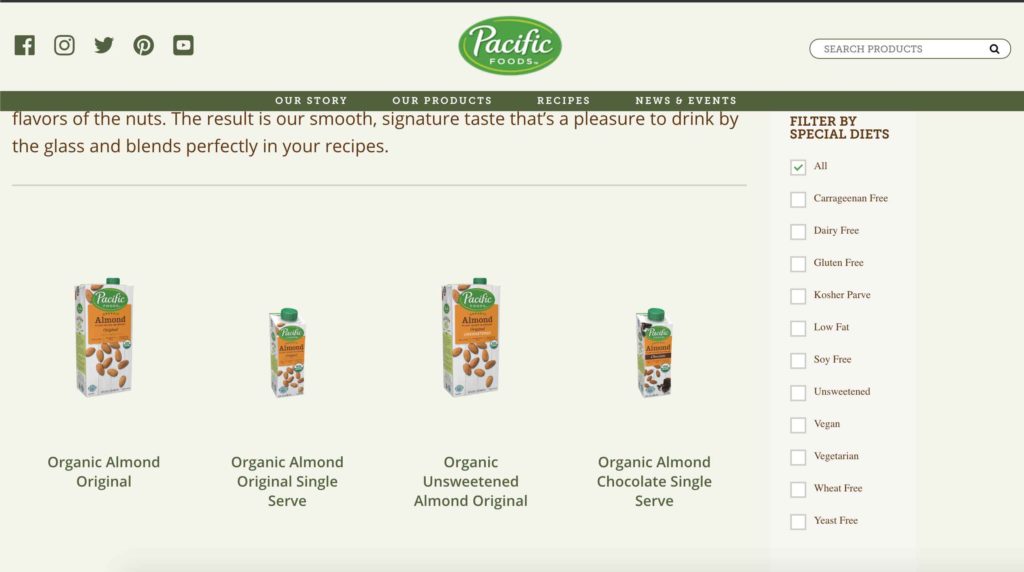 Pacific
FOODS
SEARCH PRODUCTS
OUR STORY
OUR PRODUCTS
RECIPES
NEWS & EVENTS
flavors of the nuts. The result is our smooth, signature taste that’s a pleasure to drink by
the glass and blends perfectly in your recipes.
Pacific
FOODS
Almond
Original
Pacific
Almond
Original
Pacific
FOODS
Almond
Original
Pacific
Almond
Chocolate
Organic Almond
Original
Organic Almond
Original Single
Serve
Organic
Unsweetened
Almond Original
Organic Almond
Chocolate Single
Serve
FILTER BY
SPECIAL DIETS
All
Carrageenan Free
Dairy Free
Gluten Free
Kosher Parve
Low Fat
Soy Free
Unsweetened
Vegan
Vegetarian
Wheat Free
Yeast Free